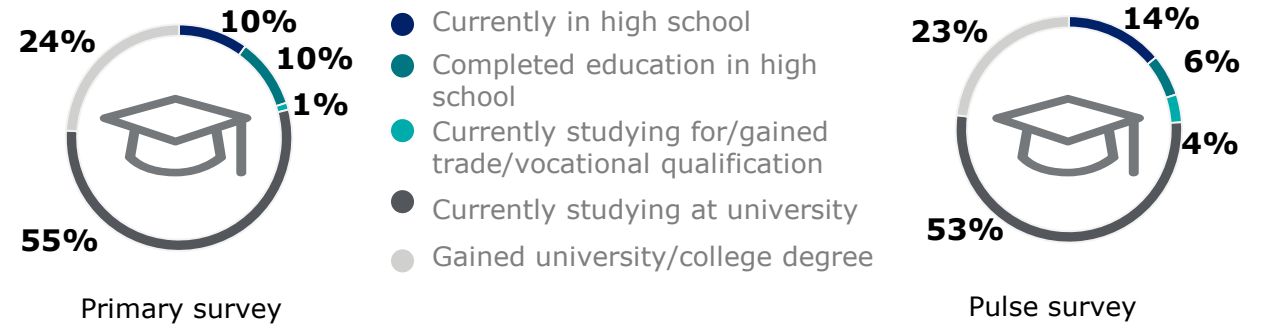 24%
10%
10%
1%
55%
Primary survey
Currently in high school
Completed education in high
school
Currently studying for/gained
trade/vocational qualification
Currently studying at university
Gained university/college degree
23%
14%
6%
4%
53%
Pulse survey